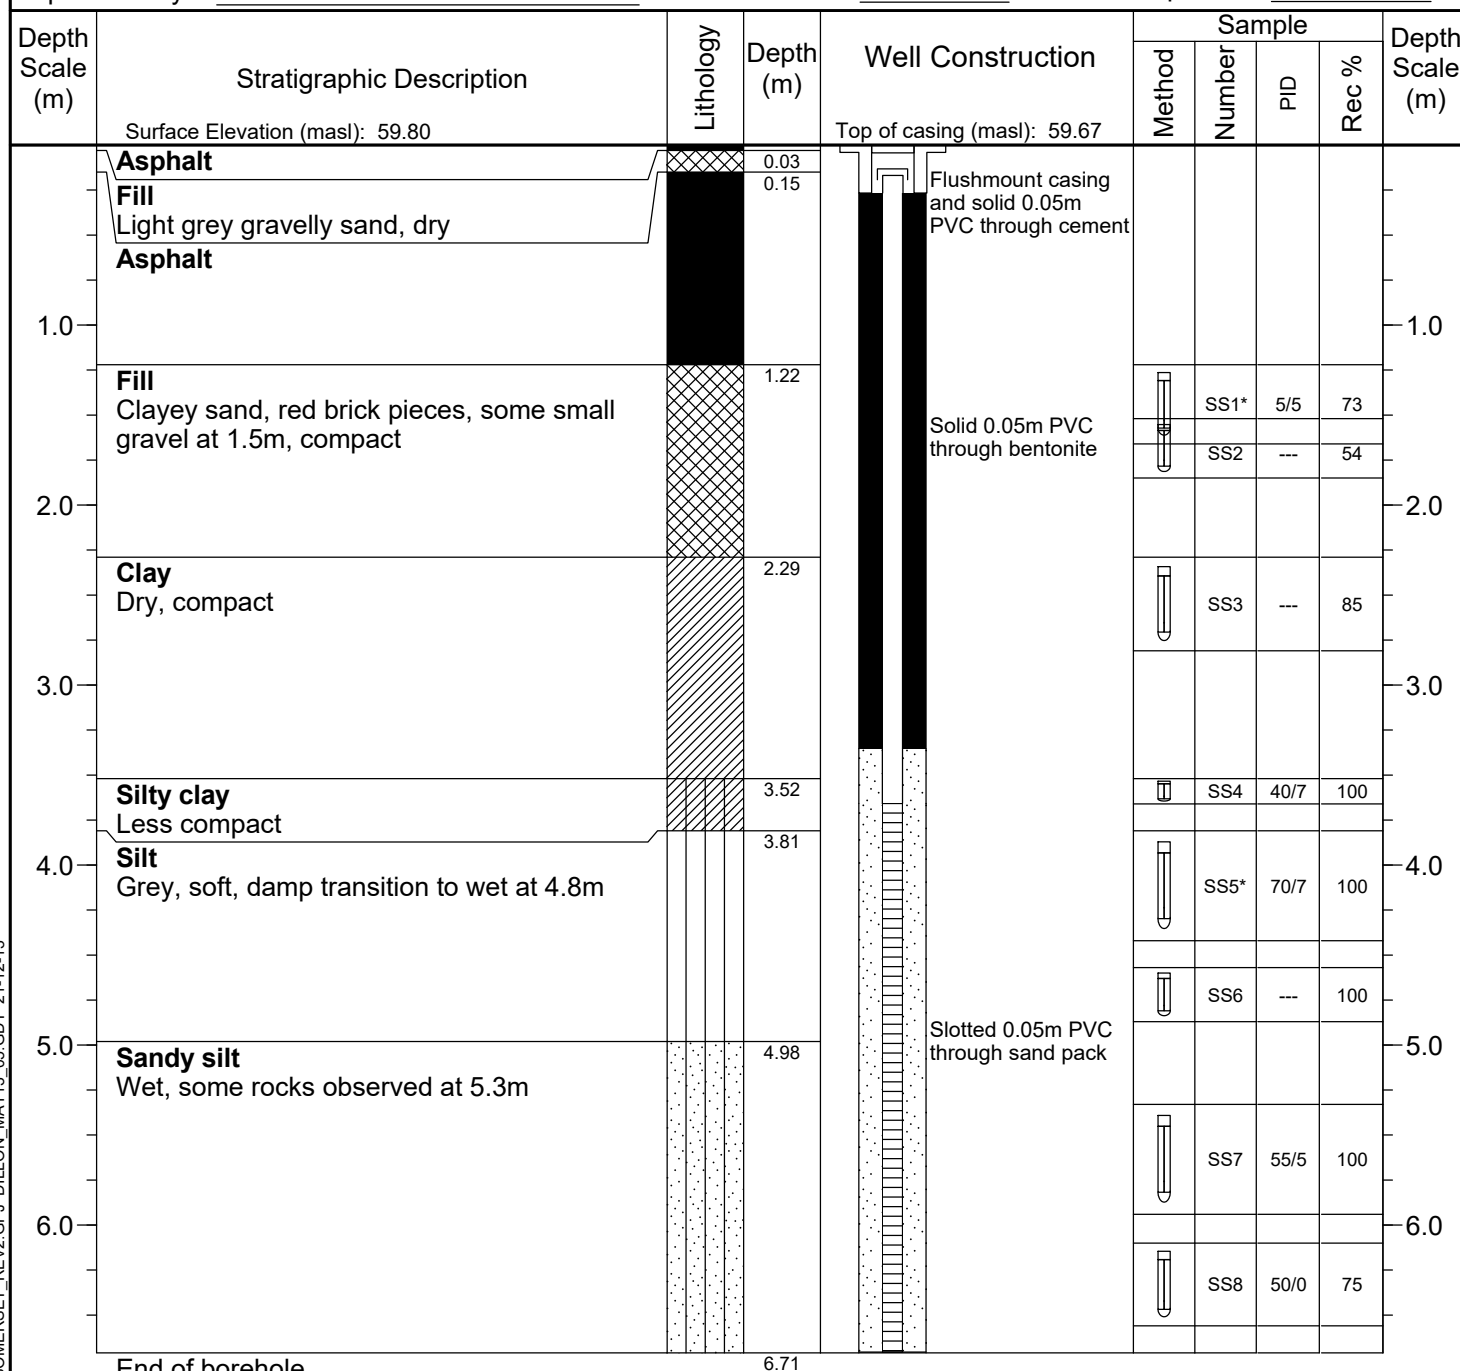 Depth
Scale
(m)
Stratigraphic Description
Surface Elevation (masl): 59.80
Lithology
Depth
(m)
Well Construction
Top of casing (masl): 59.67
Sample
Method
Number
PID
Rec %
Depth
Scale
(m)
Asphalt
0.03
Fill
0.15
Light grey gravelly sand, dry
Flushmount casing
and solid 0.05m
PVC through cement
Asphalt
1.0
1.0
Fill
1.22
Clayey sand, red brick pieces, some small
gravel at 1.5m, compact
Solid 0.05m PVC
through bentonite
SS1* 5/5 73
SS2 --- 54
2.0
2.0
Clay
2.29
Dry, compact
SS3 --- 85
3.0
3.0
Silty clay
3.52
Less compact
SS4 40/7 100
3.81
Silt
4.0
4.0
Grey, soft, damp transition to wet at 4.8m
SS5* 70/7 100
SS6 --- 100
Slotted 0.05m PVC
through sand pack
5.0
5.0
Sandy silt
4.98
Wet, some rocks observed at 5.3m
SS7 55/5 100
6.0
6.0
SS8 50/0 75
End of borehole
6.71